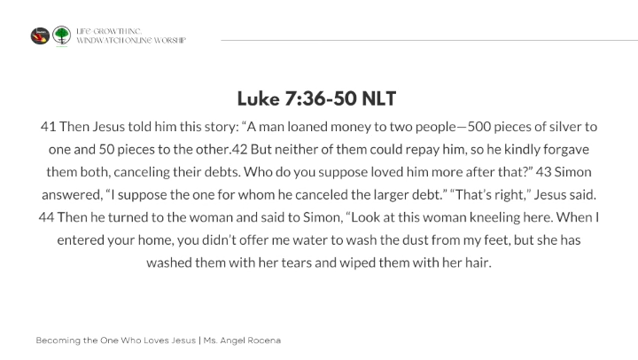 LIFE GROWTH INC.
WINDWATCH ONLINE WORSHIP
Luke 7:36-50 NLT
41 Then Jesus told him this story: “A man loaned money to two people—500 pieces of silver to
one and 50 pieces to the other.42 But neither of them could repay him, so he kindly forgave
them both, canceling their debts. Who do you suppose loved him more after that?” 43 Simon
answered, “I suppose the one for whom he canceled the larger debt.” “That’s right,” Jesus said.
44 Then he turned to the woman and said to Simon, “Look at this woman kneeling here. When I
entered your home, you didn’t offer me water to wash the dust from my feet, but she has
washed them with her tears and wiped them with her hair.
Becoming the One Who Loves Jesus | Ms. Angel Rocena